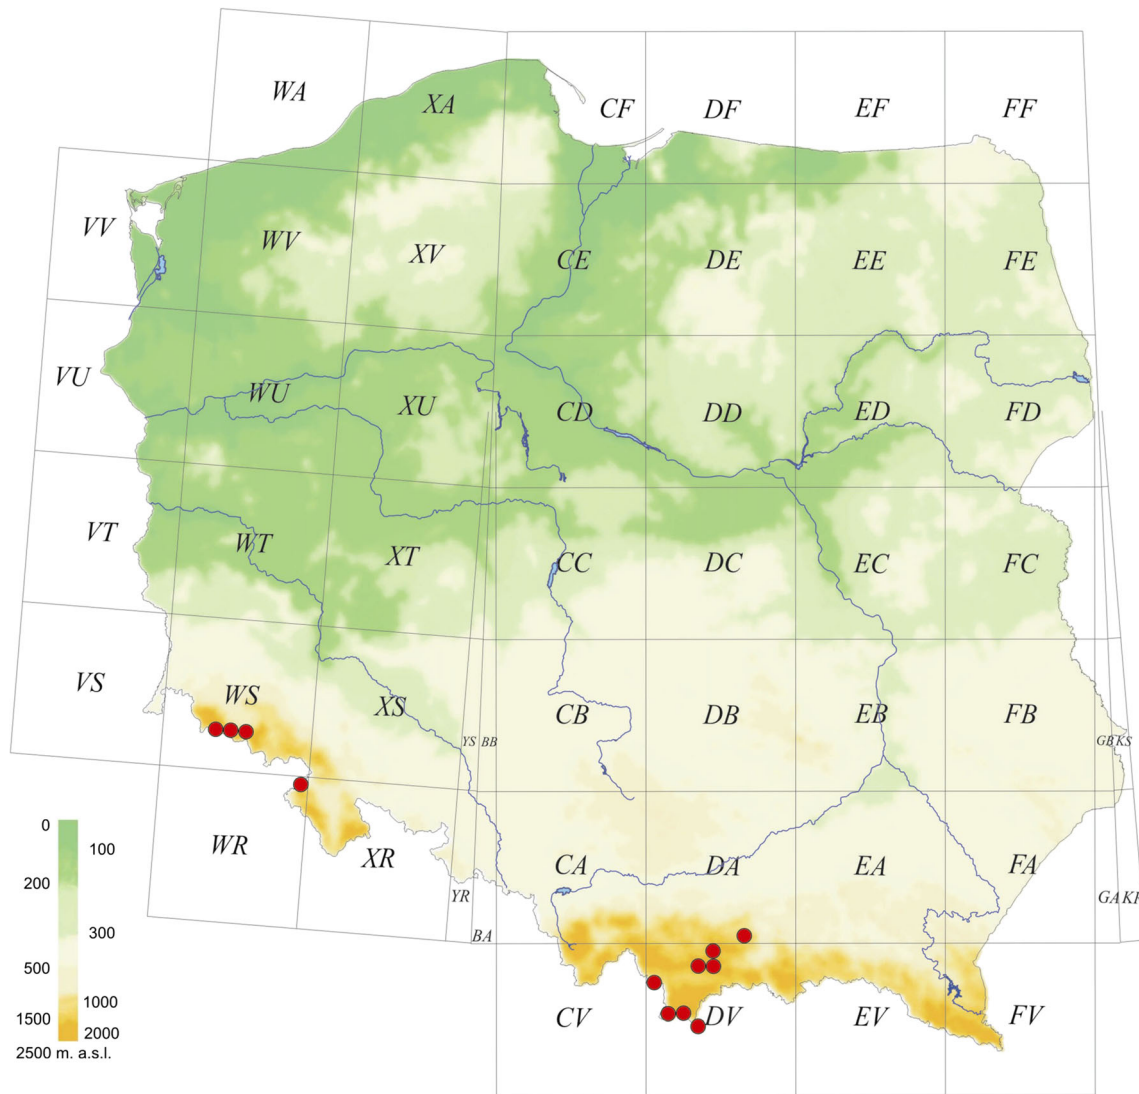 WA XA CF DF EF FF
VV WV XV CE DE EE FE
VU WU XU CD DD ED FD
VT WT XT CC DC EC FC
VS WS XS YS BB CB DB EB FB GB KS
WR XR YR BA CA DA EA FA GA
CV DV EV FV
0
100
200
300
500
1000
1500
2000
2500 m. a.s.l.